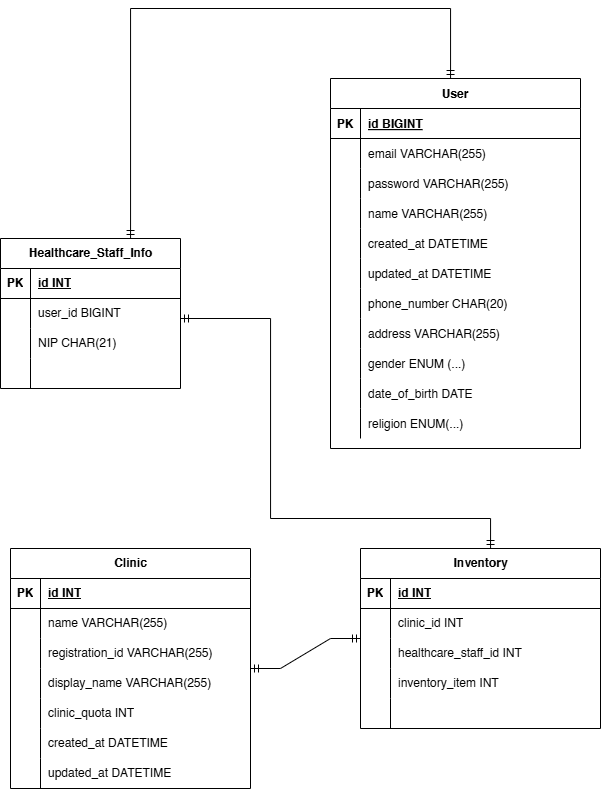 User
PK id BIGINT
email VARCHAR(255)
password VARCHAR(255)
name VARCHAR(255)
created_at DATETIME
updated_at DATETIME
phone_number CHAR(20)
address VARCHAR(255)
gender ENUM (...)
date_of_birth DATE
religion ENUM(...)
Healthcare_Staff_Info
PK id INT
user_id BIGINT
NIP CHAR(21)
Clinic
PK id INT
name VARCHAR(255)
registration_id VARCHAR(255)
display_name VARCHAR(255)
clinic_quota INT
created_at DATETIME
updated_at DATETIME
Inventory
PK id INT
clinic_id INT
healthcare_staff_id INT
inventory_item INT